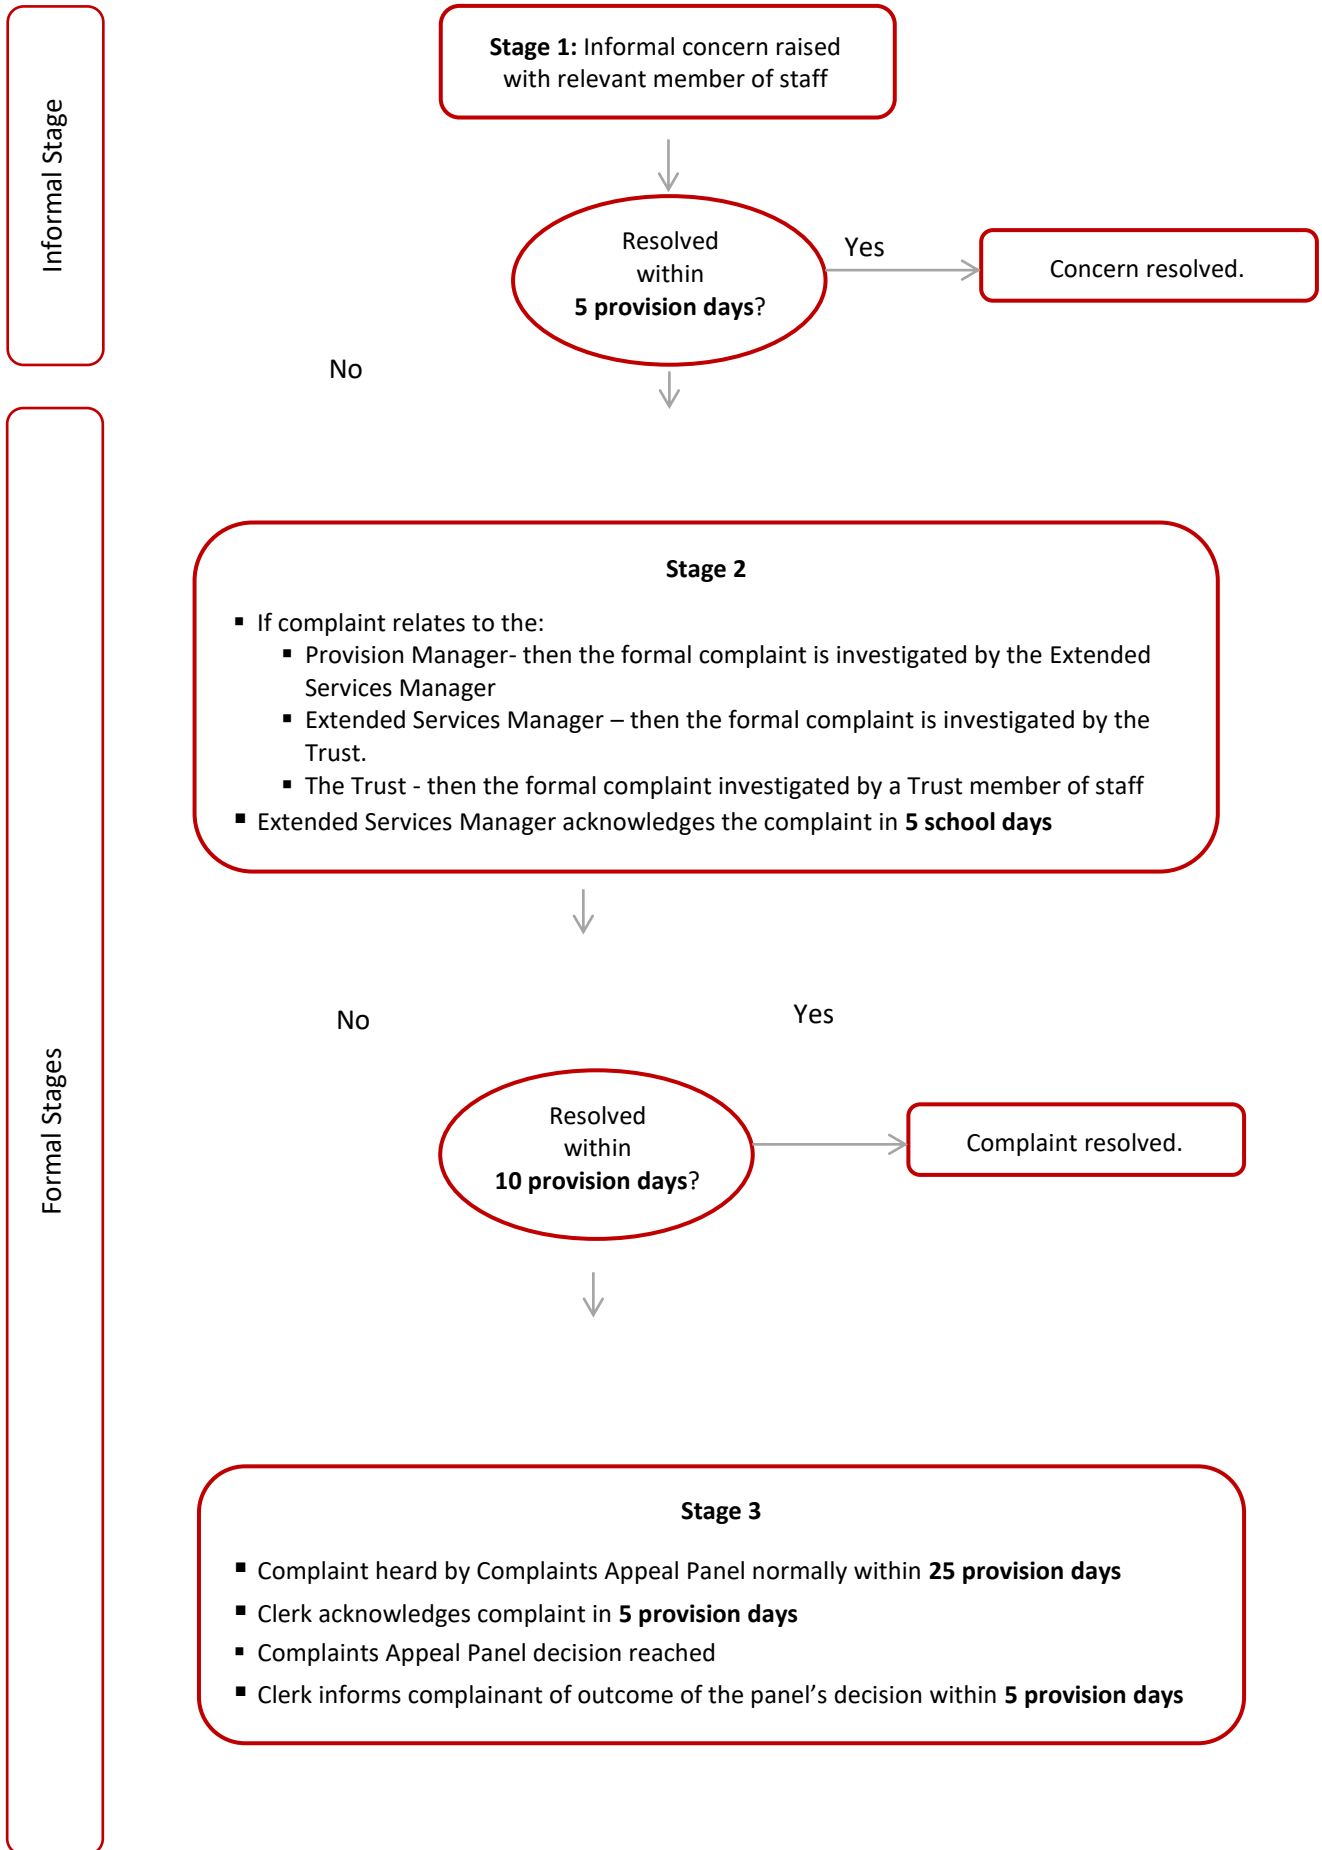 Informal Stage
Stage 1: Informal concern raised
with relevant member of staff
Resolved
within
5 provision days?
Yes
Concern resolved.
No
Formal Stages
Stage 2
▪ If complaint relates to the:
▪ Provision Manager- then the formal complaint is investigated by the Extended
Services Manager
▪ Extended Services Manager – then the formal complaint is investigated by the
Trust.
▪ The Trust - then the formal complaint investigated by a Trust member of staff
▪ Extended Services Manager acknowledges the complaint in 5 school days
No
Yes
Resolved
within
10 provision days?
Complaint resolved.
Stage 3
▪ Complaint heard by Complaints Appeal Panel normally within 25 provision days
▪ Clerk acknowledges complaint in 5 provision days
▪ Complaints Appeal Panel decision reached
▪ Clerk informs complainant of outcome of the panel’s decision within 5 provision days